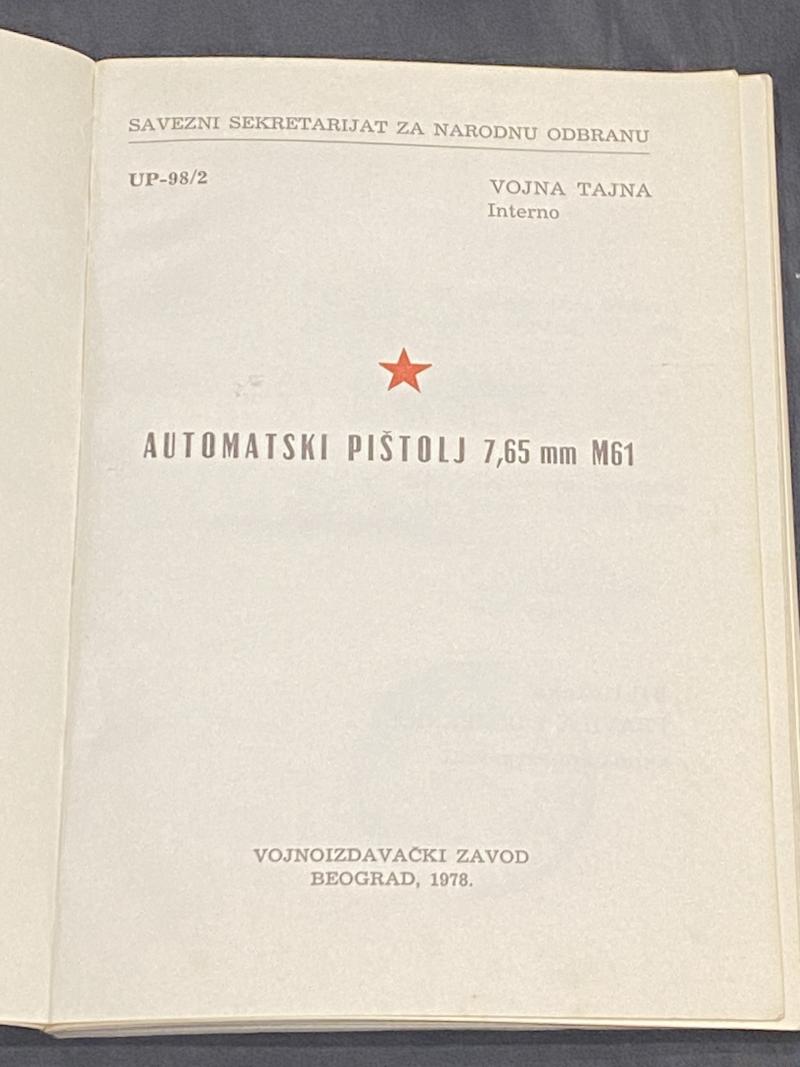 SAVEZNI SEKRETARIJAT ZA NARODNU ODBRANU
UP-98/2
VOJNA TAJNA
Interno
AUTOMATSKI PIŠTOLJ 7,65 mm M61
VOJNOIZDAVAČKI ZAVOD
BEOGRAD, 1978.